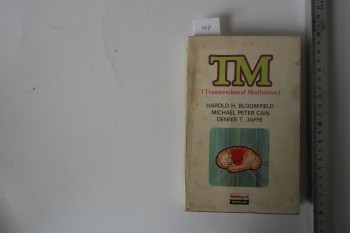 TM
(Transcendental Meditation)
HAROLD H. BLOOMFIELD
MICHAEL PETER CAIN
DENNIS T. JAFFE